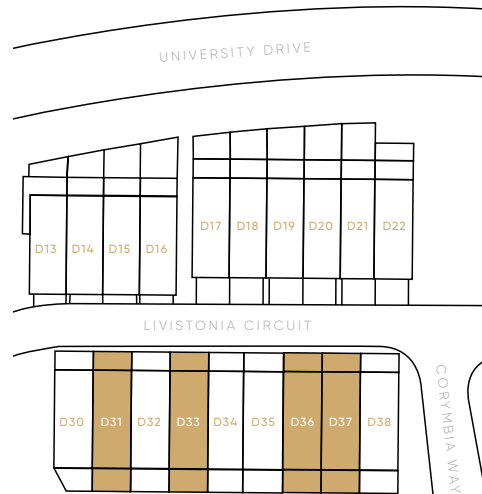 UNIVERSITY DRIVE
D17 D18 D19 D20 D21 D22
D13 D14 D15 D16
LIVISTONIA CIRCUIT
D30 D31 D32 D33 D34 D35 D36 D37 D38
CORYMBIA WAY